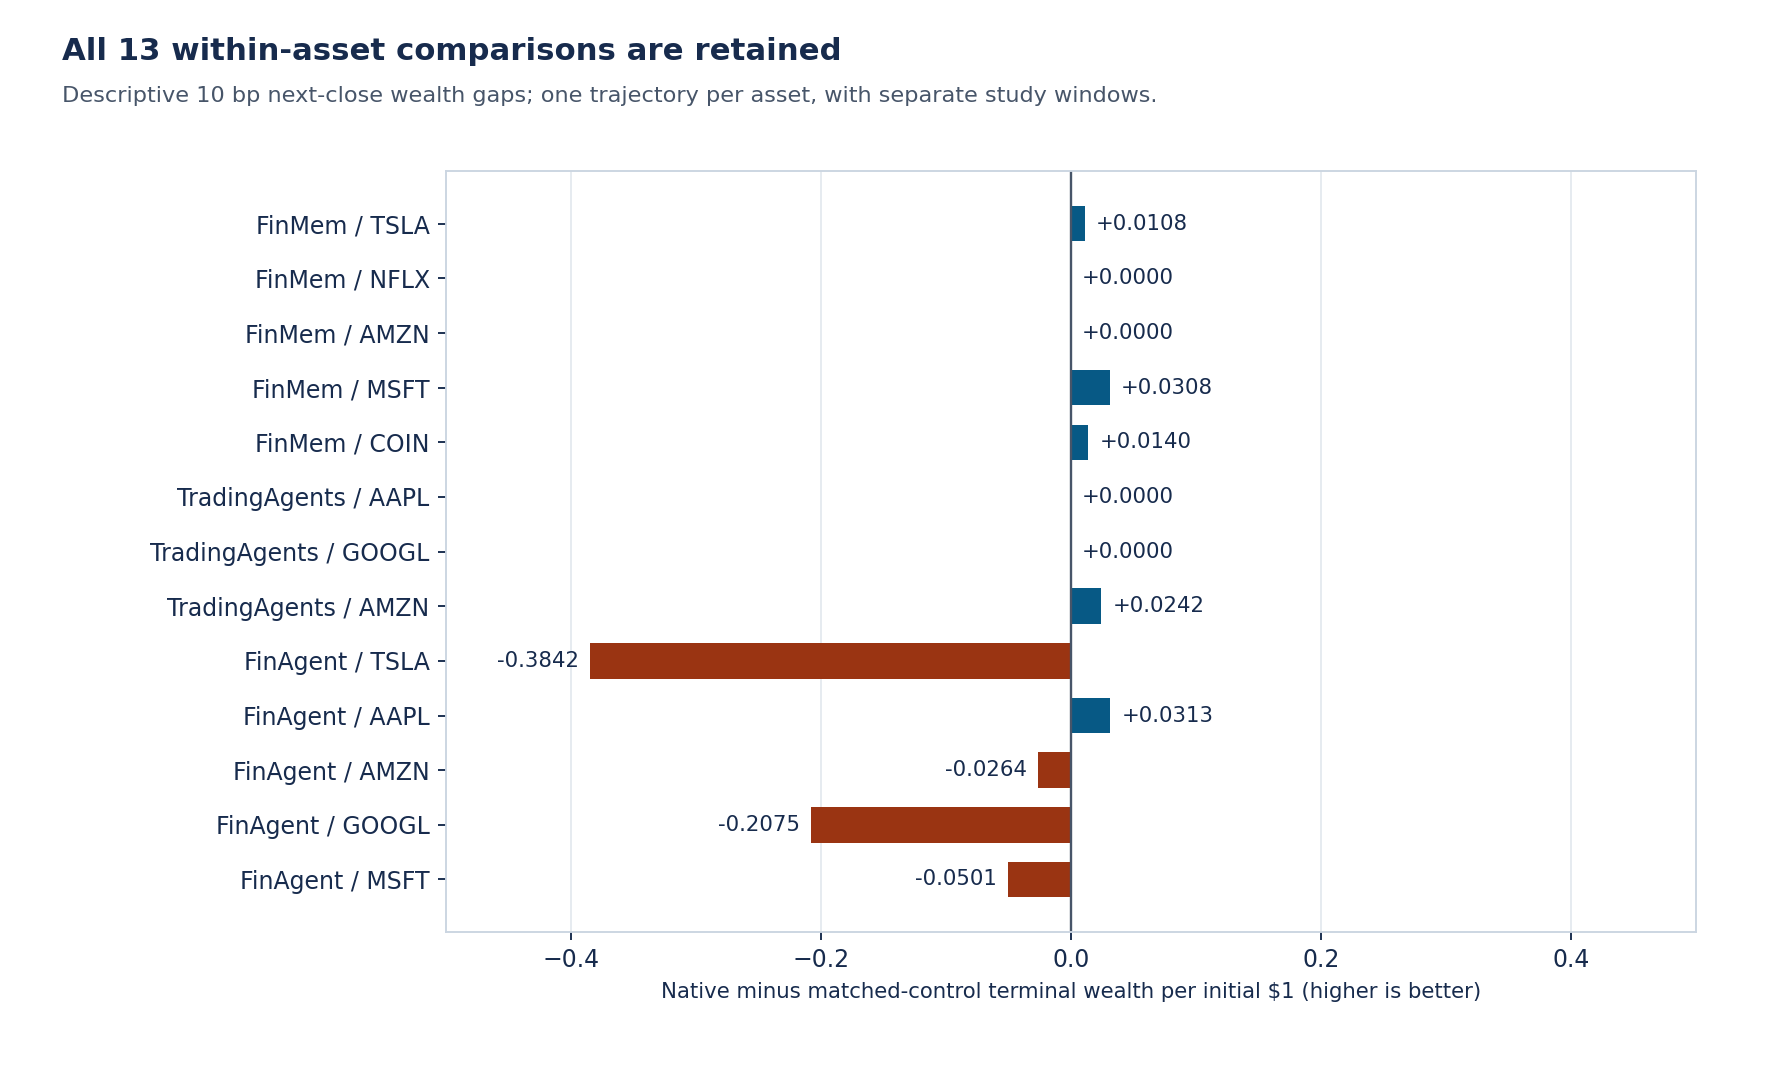 All 13 within-asset comparisons are retained
Descriptive 10 bp next-close wealth gaps; one trajectory per asset, with separate study windows.
FinMem / TSLA +0.0108
FinMem / NFLX +0.0000
FinMem / AMZN +0.0000
FinMem / MSFT +0.0308
FinMem / COIN +0.0140
TradingAgents / AAPL +0.0000
TradingAgents / GOOGL +0.0000
TradingAgents / AMZN +0.0242
FinAgent / TSLA -0.3842
FinAgent / AAPL +0.0313
FinAgent / AMZN -0.0264
FinAgent / GOOGL -0.2075
FinAgent / MSFT -0.0501
−0.4 −0.2 0.0 0.2 0.4
Native minus matched-control terminal wealth per initial $1 (higher is better)